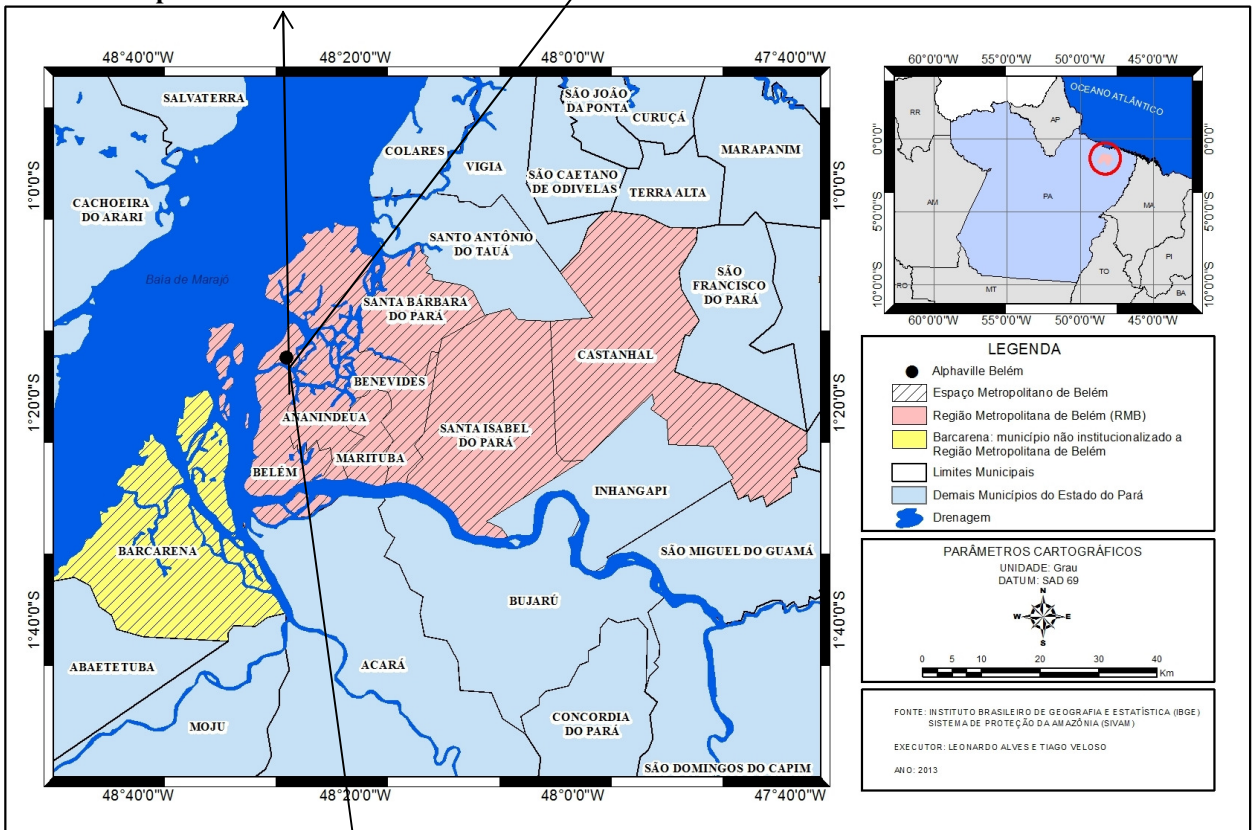 48°40'0"W
48°20'0"W
48°0'0"W
47°40'0"W
1°0'0"S
1°20'0"S
1°40'0"S
SALVATERRA
SÃO JOÃO
DA PONTA
CURUÇÁ
COLARES
VIGIA
MARAPANIM
SÃO CAETANO
DE ODIVELAS
TERRA ALTA
CACHOEIRA
DO ARARI
SANTO ANTÔNIO
DO TAUÁ
SÃO
FRANCISCO
DO PARÁ
Baía de Marajó
SANTA BÁRBARA
DO PARÁ
CASTANHAL
BENEVIDES
ANANINDEUA
SANTA ISABEL
DO PARÁ
MARITUBA
BELÉM
INHANGAPI
BARCARENA
SÃO MIGUEL DO GUAMÁ
BUJARÚ
ABAETETUBA
ACARÁ
MOJU
CONCORDIA
DO PARÁ
SÃO DOMINGOS DO CAPIM
1°0'0"S
1°20'0"S
1°40'0"S
48°40'0"W
48°20'0"W
48°0'0"W
47°40'0"W
60°0'0"W
55°0'0"W
50°0'0"W
45°0'0"W
OCEANO ATLÂNTICO
RR
AP
0°0'0"
0°0'0"
AM
PA
MA
5°0'0"S
5°0'0"S
PI
TO
RO
MT
BA
10°0'0"S
10°0'0"S
60°0'0"W
55°0'0"W
50°0'0"W
45°0'0"W
LEGENDA
Alphaville Belém
Espaço Metropolitano de Belém
Região Metropolitana de Belém (RMB)
Barcarena: município não institucionalizado a
Região Metropolitana de Belém
Limites Municipais
Demais Municípios do Estado do Pará
Drenagem
PARÂMETROS CARTOGRÁFICOS
UNIDADE: Grau
DATUM: SAD 69
N
W E
S
0 5 10 20 30 40
Km
FONTE: INSTITUTO BRASILEIRO DE GEOGRAFIA E ESTATÍSTICA (IBGE)
SISTEMA DE PROTEÇÃO DA AMAZÔNIA (SIVAM)
EXECUTOR: LEONARDO ALVES E TIAGO VELOSO
ANO: 2013